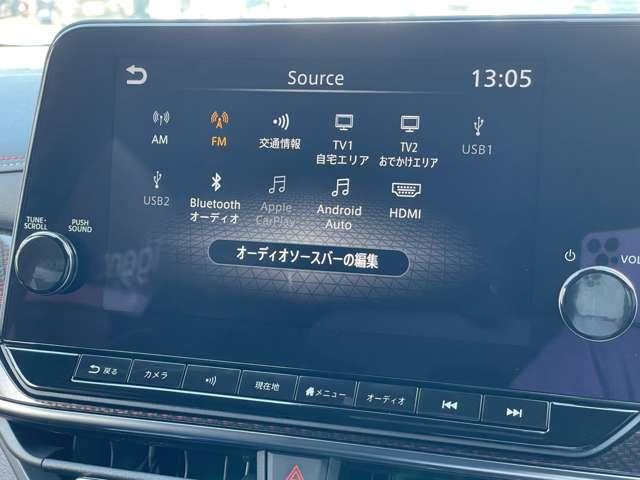 Source
13:05
AM
FM
交通情報
TV1
自宅エリア
TV2
おでかけエリア
USB1
USB2
Bluetooth
オーディオ
Apple
CarPlay
Android
Auto
HDMI
オーディオソースバーの編集
TUNE・
SCROLL
PUSH
SOUND
VOL
戻る
カメラ
現在地
メニュー
オーディオ